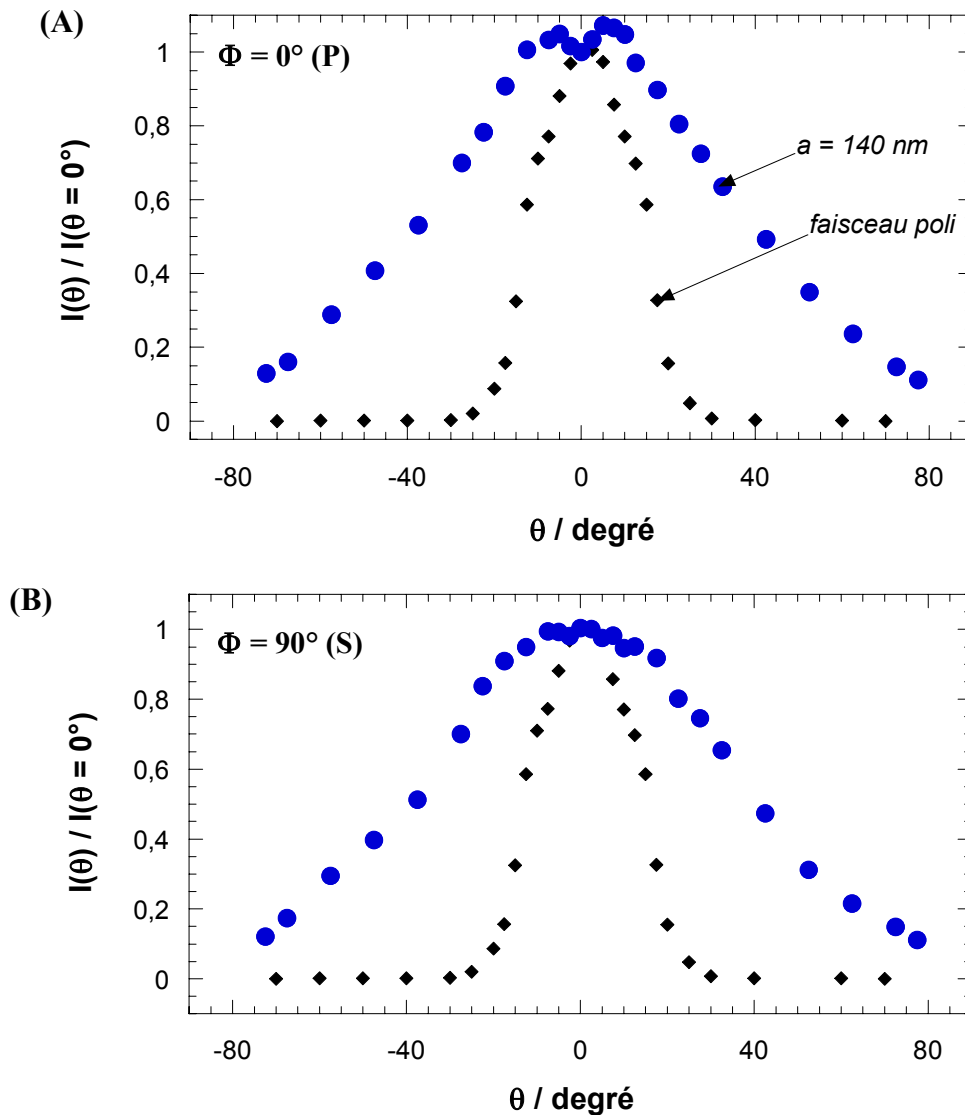 (A)
Φ = 0° (P)
1
0,8
0,6
0,4
0,2
0
I(θ) / I(θ = 0°)
a = 140 nm
faisceau poli
-80
-40
0
40
80
θ / degré
(B)
Φ = 90° (S)
1
0,8
0,6
0,4
0,2
0
I(θ) / I(θ = 0°)
-80
-40
0
40
80
θ / degré